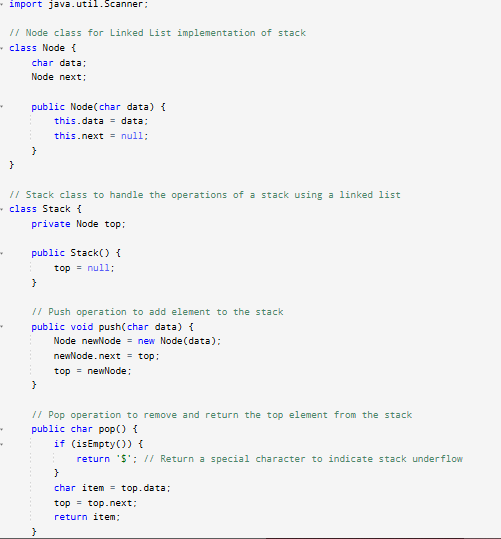 import java.util.Scanner;
// Node class for Linked List implementation of stack
class Node {
char data;
Node next;
public Node(char data) {
this.data = data;
this.next = null;
}
}
// Stack class to handle the operations of a stack using a linked list
class Stack {
private Node top;
public Stack() {
top = null;
}
// Push operation to add element to the stack
public void push(char data) {
Node newNode = new Node(data);
newNode.next = top;
top = newNode;
}
// Pop operation to remove and return the top element from the stack
public char pop() {
if (isEmpty()) {
return '$'; // Return a special character to indicate stack underflow
}
char item = top.data;
top = top.next;
return item;
}